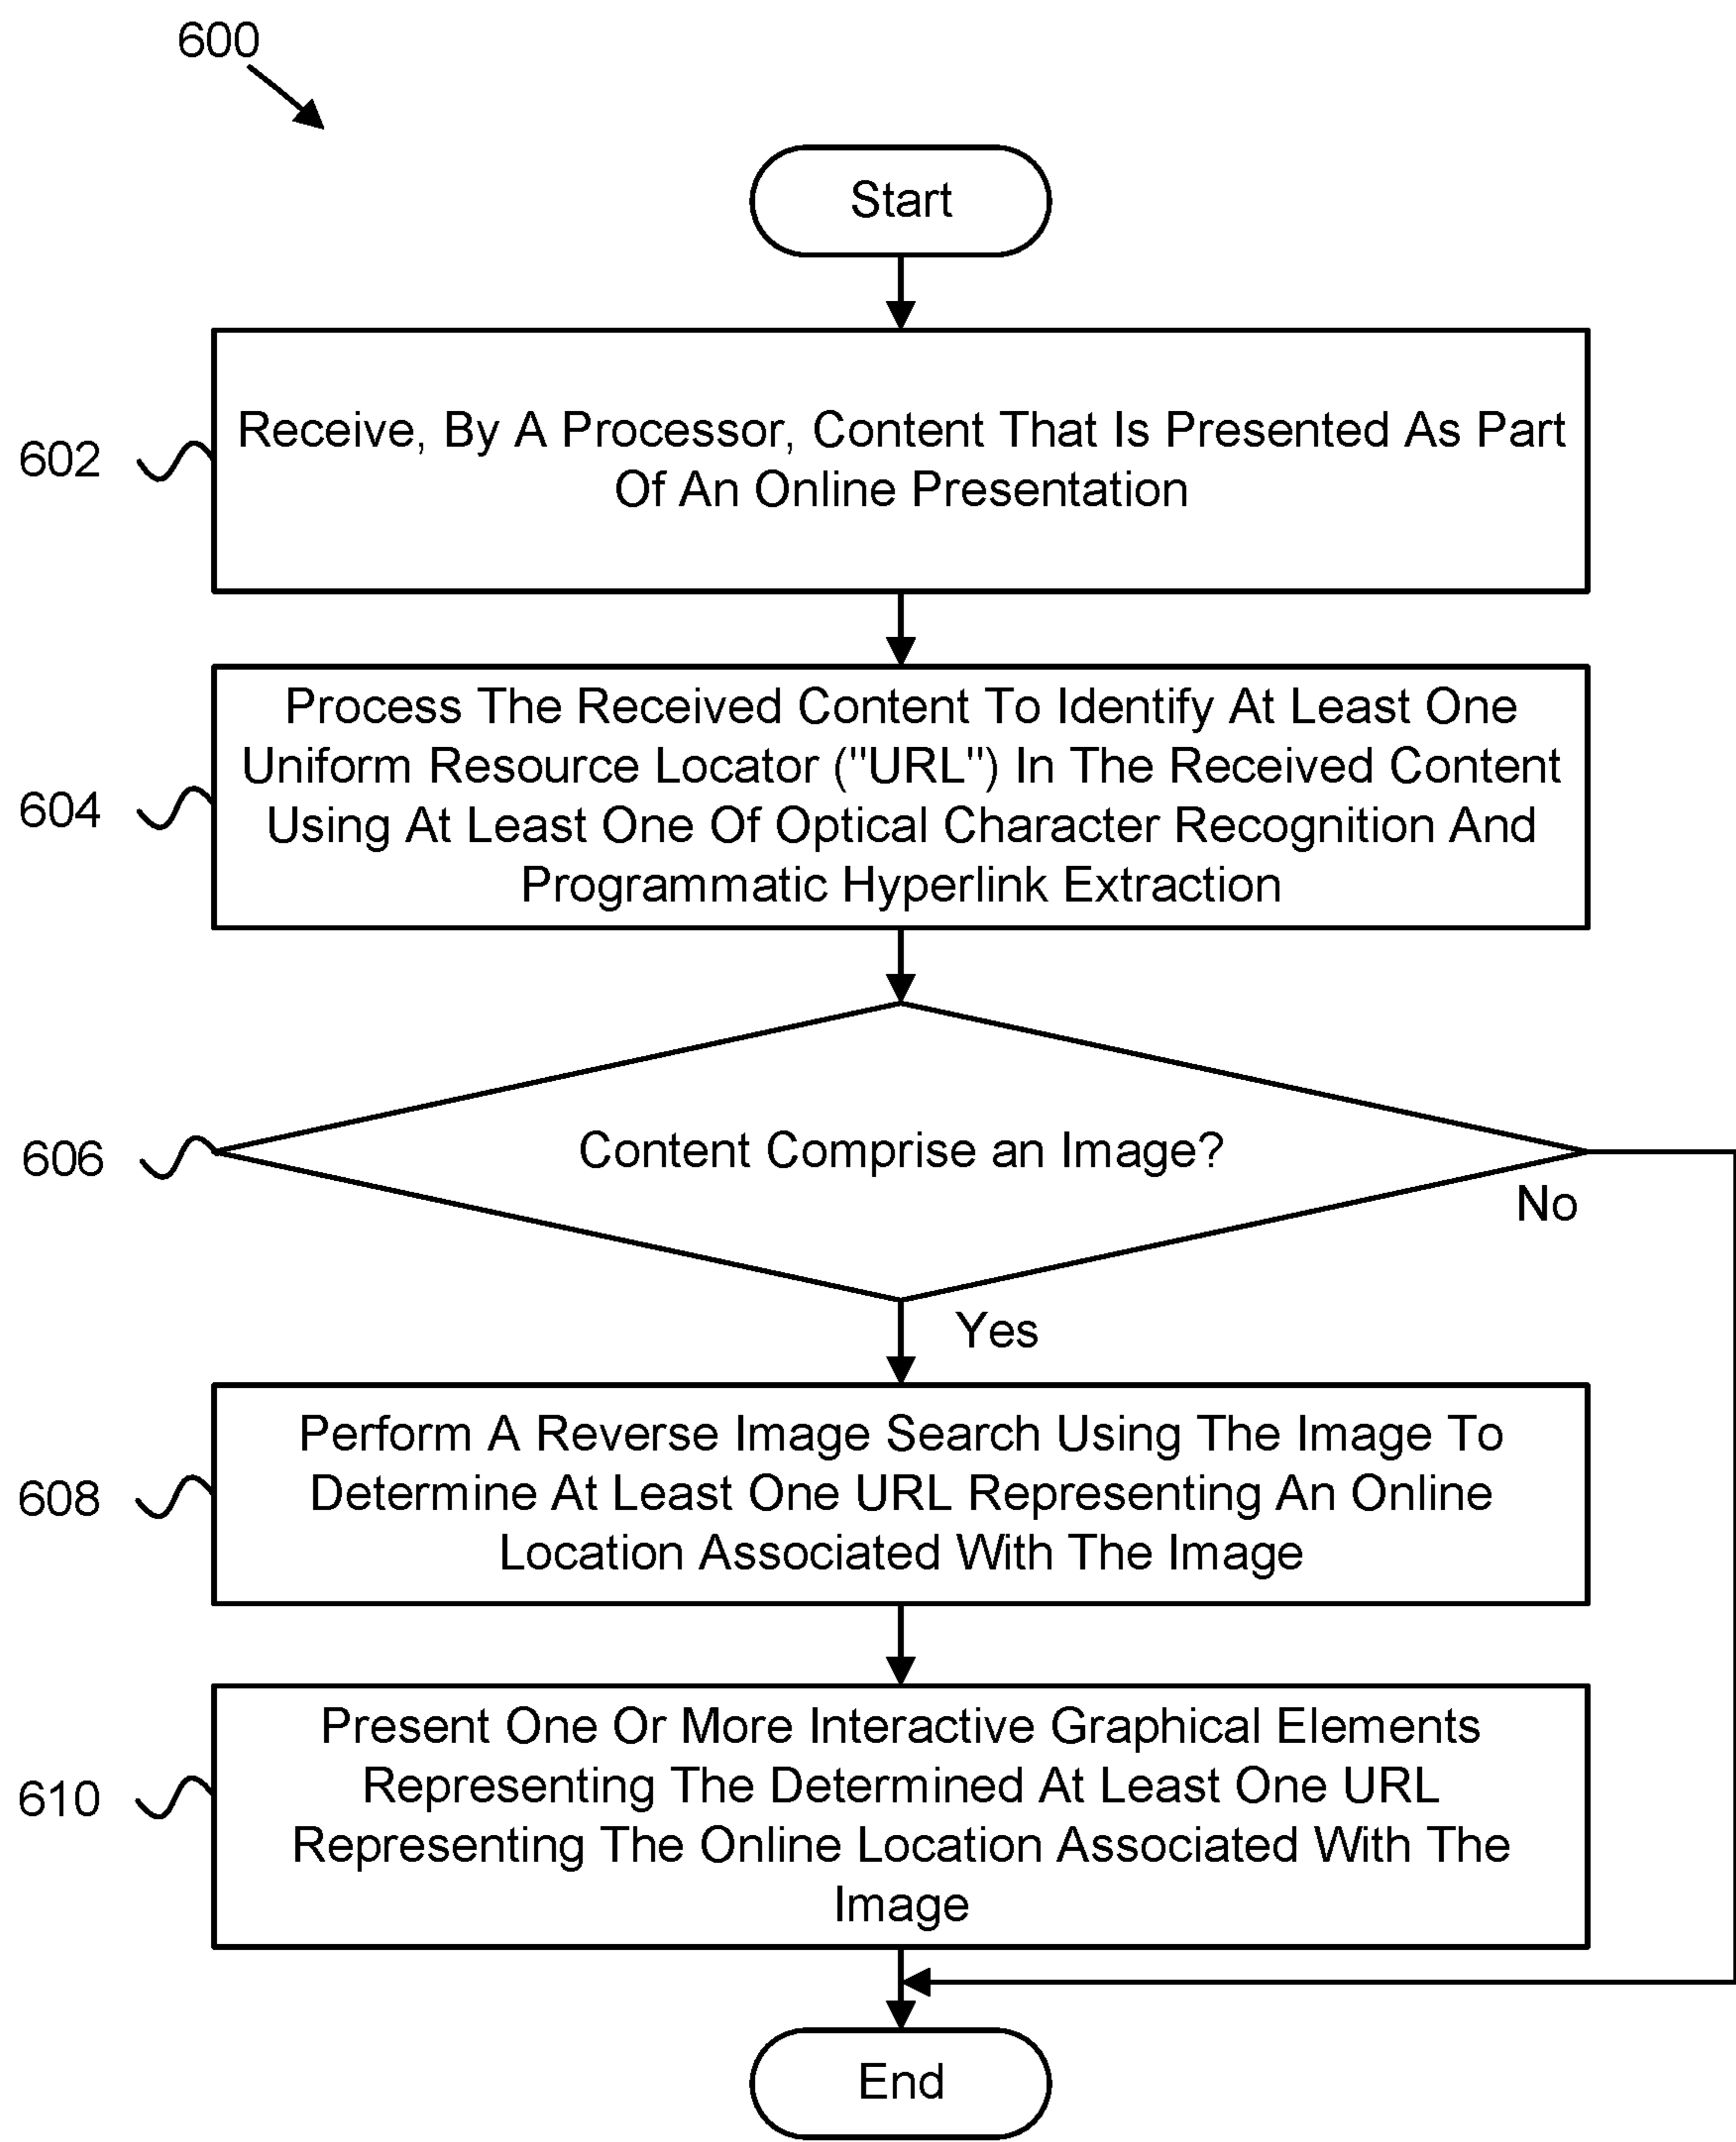 600
Start
602
Receive, By A Processor, Content That Is Presented As Part
Of An Online Presentation
604
Process The Received Content To Identify At Least One
Uniform Resource Locator ("URL") In The Received Content
Using At Least One Of Optical Character Recognition And
Programmatic Hyperlink Extraction
606
Content Comprise an Image?
No
Yes
608
Perform A Reverse Image Search Using The Image To
Determine At Least One URL Representing An Online
Location Associated With The Image
610
Present One Or More Interactive Graphical Elements
Representing The Determined At Least One URL
Representing The Online Location Associated With The
Image
End